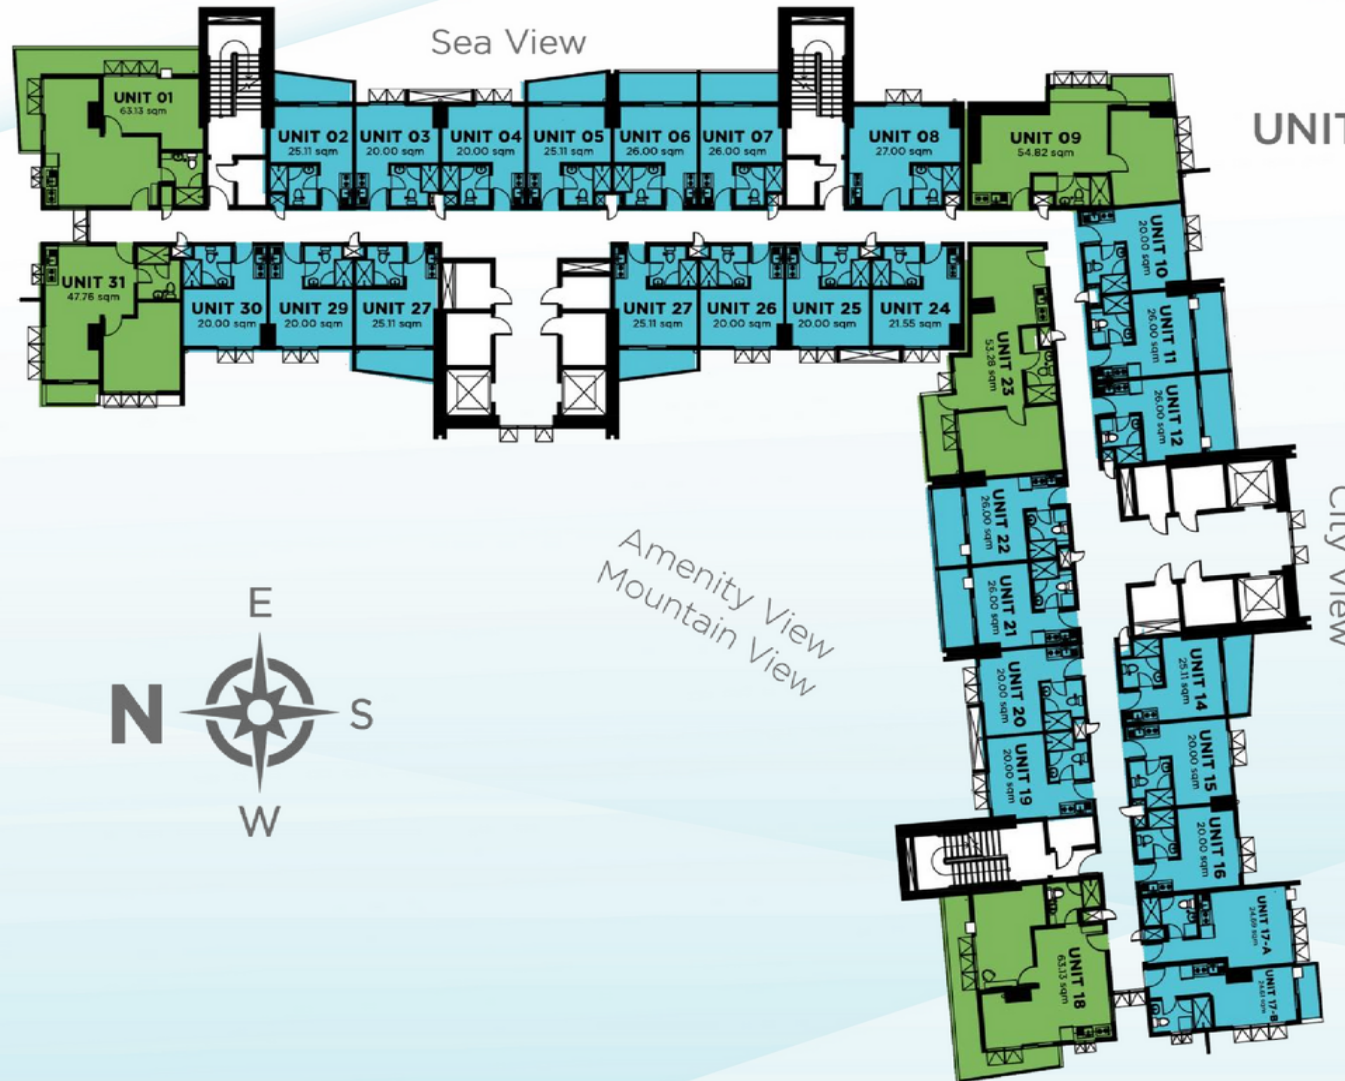 Sea View
UNIT
UNIT 01
63.13 sqm
UNIT 02
25.11 sqm
UNIT 03
20.00 sqm
UNIT 04
20.00 sqm
UNIT 05
25.11 sqm
UNIT 06
26.00 sqm
UNIT 07
26.00 sqm
UNIT 08
27.00 sqm
UNIT 09
54.82 sqm
UNIT 10
20.00 sqm
UNIT 11
26.00 sqm
UNIT 12
26.00 sqm
UNIT 31
47.76 sqm
UNIT 30
20.00 sqm
UNIT 29
20.00 sqm
UNIT 27
25.11 sqm
UNIT 27
25.11 sqm
UNIT 26
20.00 sqm
UNIT 25
20.00 sqm
UNIT 24
21.55 sqm
UNIT 23
53.28 sqm
UNIT 22
26.00 sqm
UNIT 21
26.00 sqm
UNIT 20
20.00 sqm
UNIT 19
20.00 sqm
City View
Amenity View
Mountain View
UNIT 14
25.11 sqm
UNIT 15
20.00 sqm
UNIT 16
20.00 sqm
UNIT 17-A
24.69 sqm
UNIT 17-B
UNIT 18
63.13 sqm
E
N
S
W